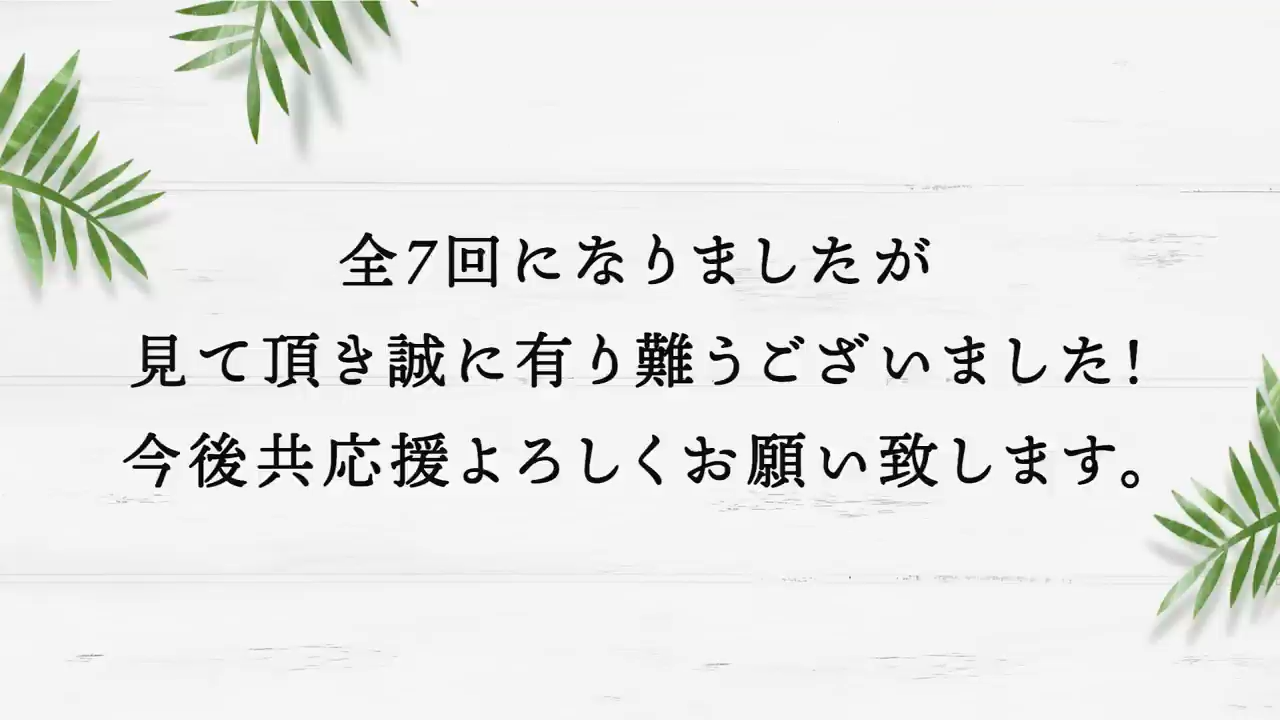 全7回になりましたが
見て頂き誠に有り難うございました!
今後共応援よろしくお願い致します。